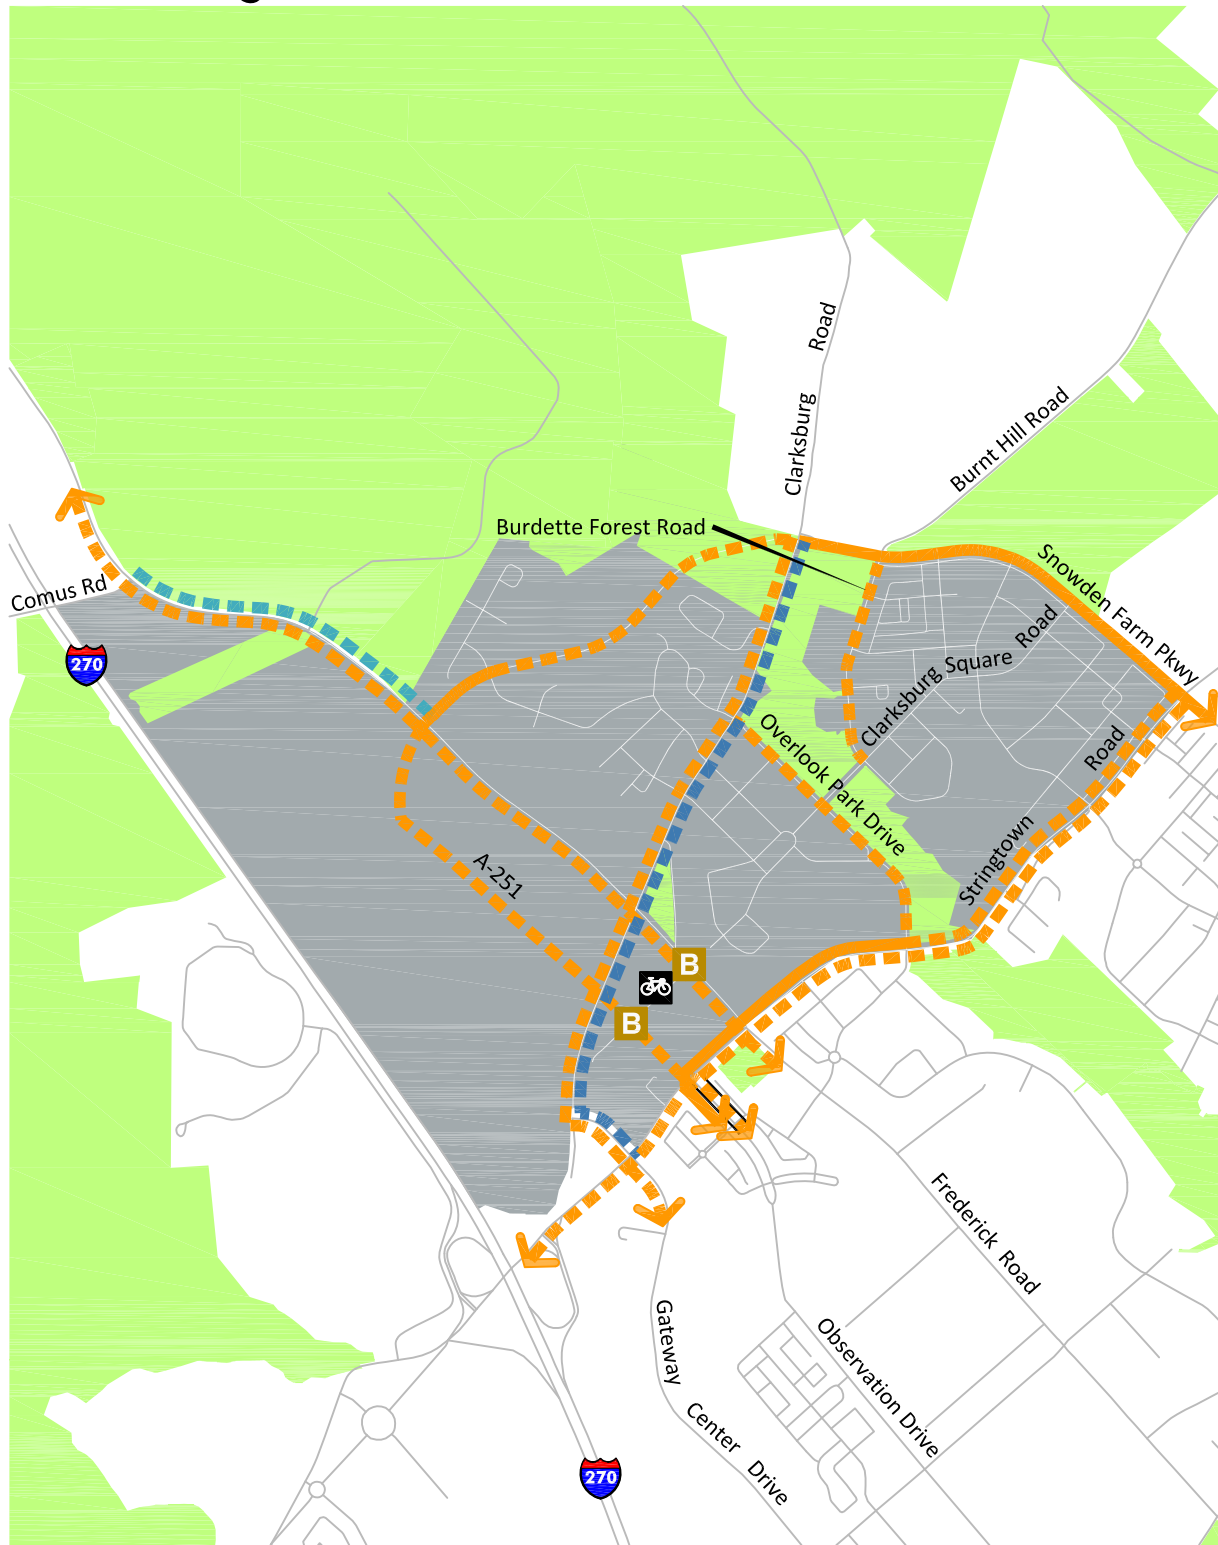 Road
Clarksburg
Burnt Hill Road
Burdette Forest Road
Snowden Farm Pkwy
Comus Rd
270
Clarksburg Square Road
Overlook Park Drive
Road
Stringtown
A-251
B
B
Frederick Road
Gateway Center Drive
Observation Drive
270